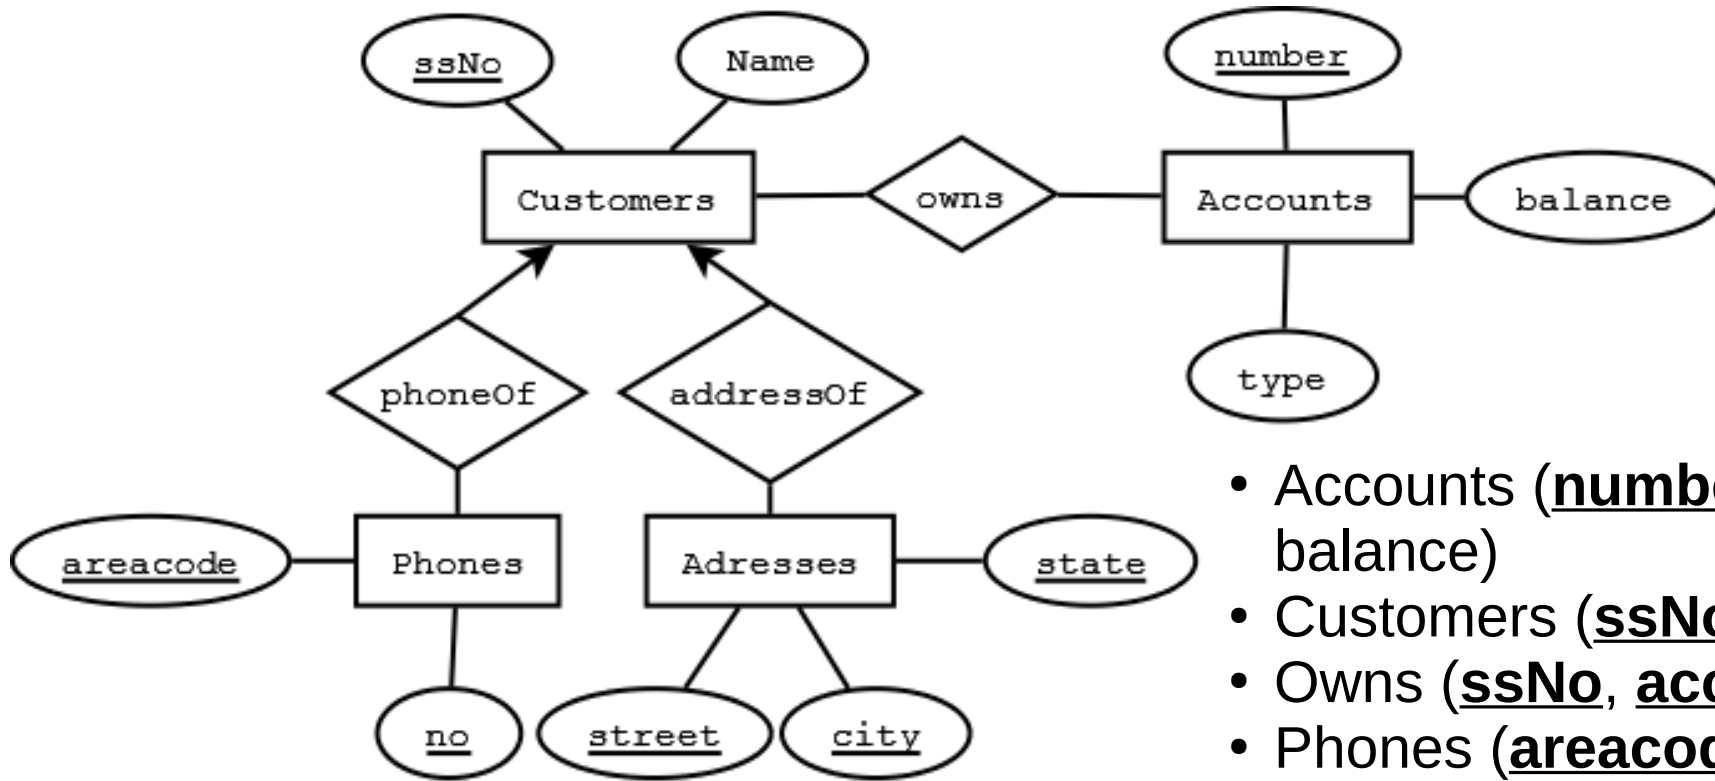 ssNo
Name
number
Customers
owns
Accounts
balance
phoneOf
addressOf
type
areacode
Phones
Adresses
state
no
street
city
• Accounts (
balance)
• Customers (
• Owns (ssNo,
• Phones (